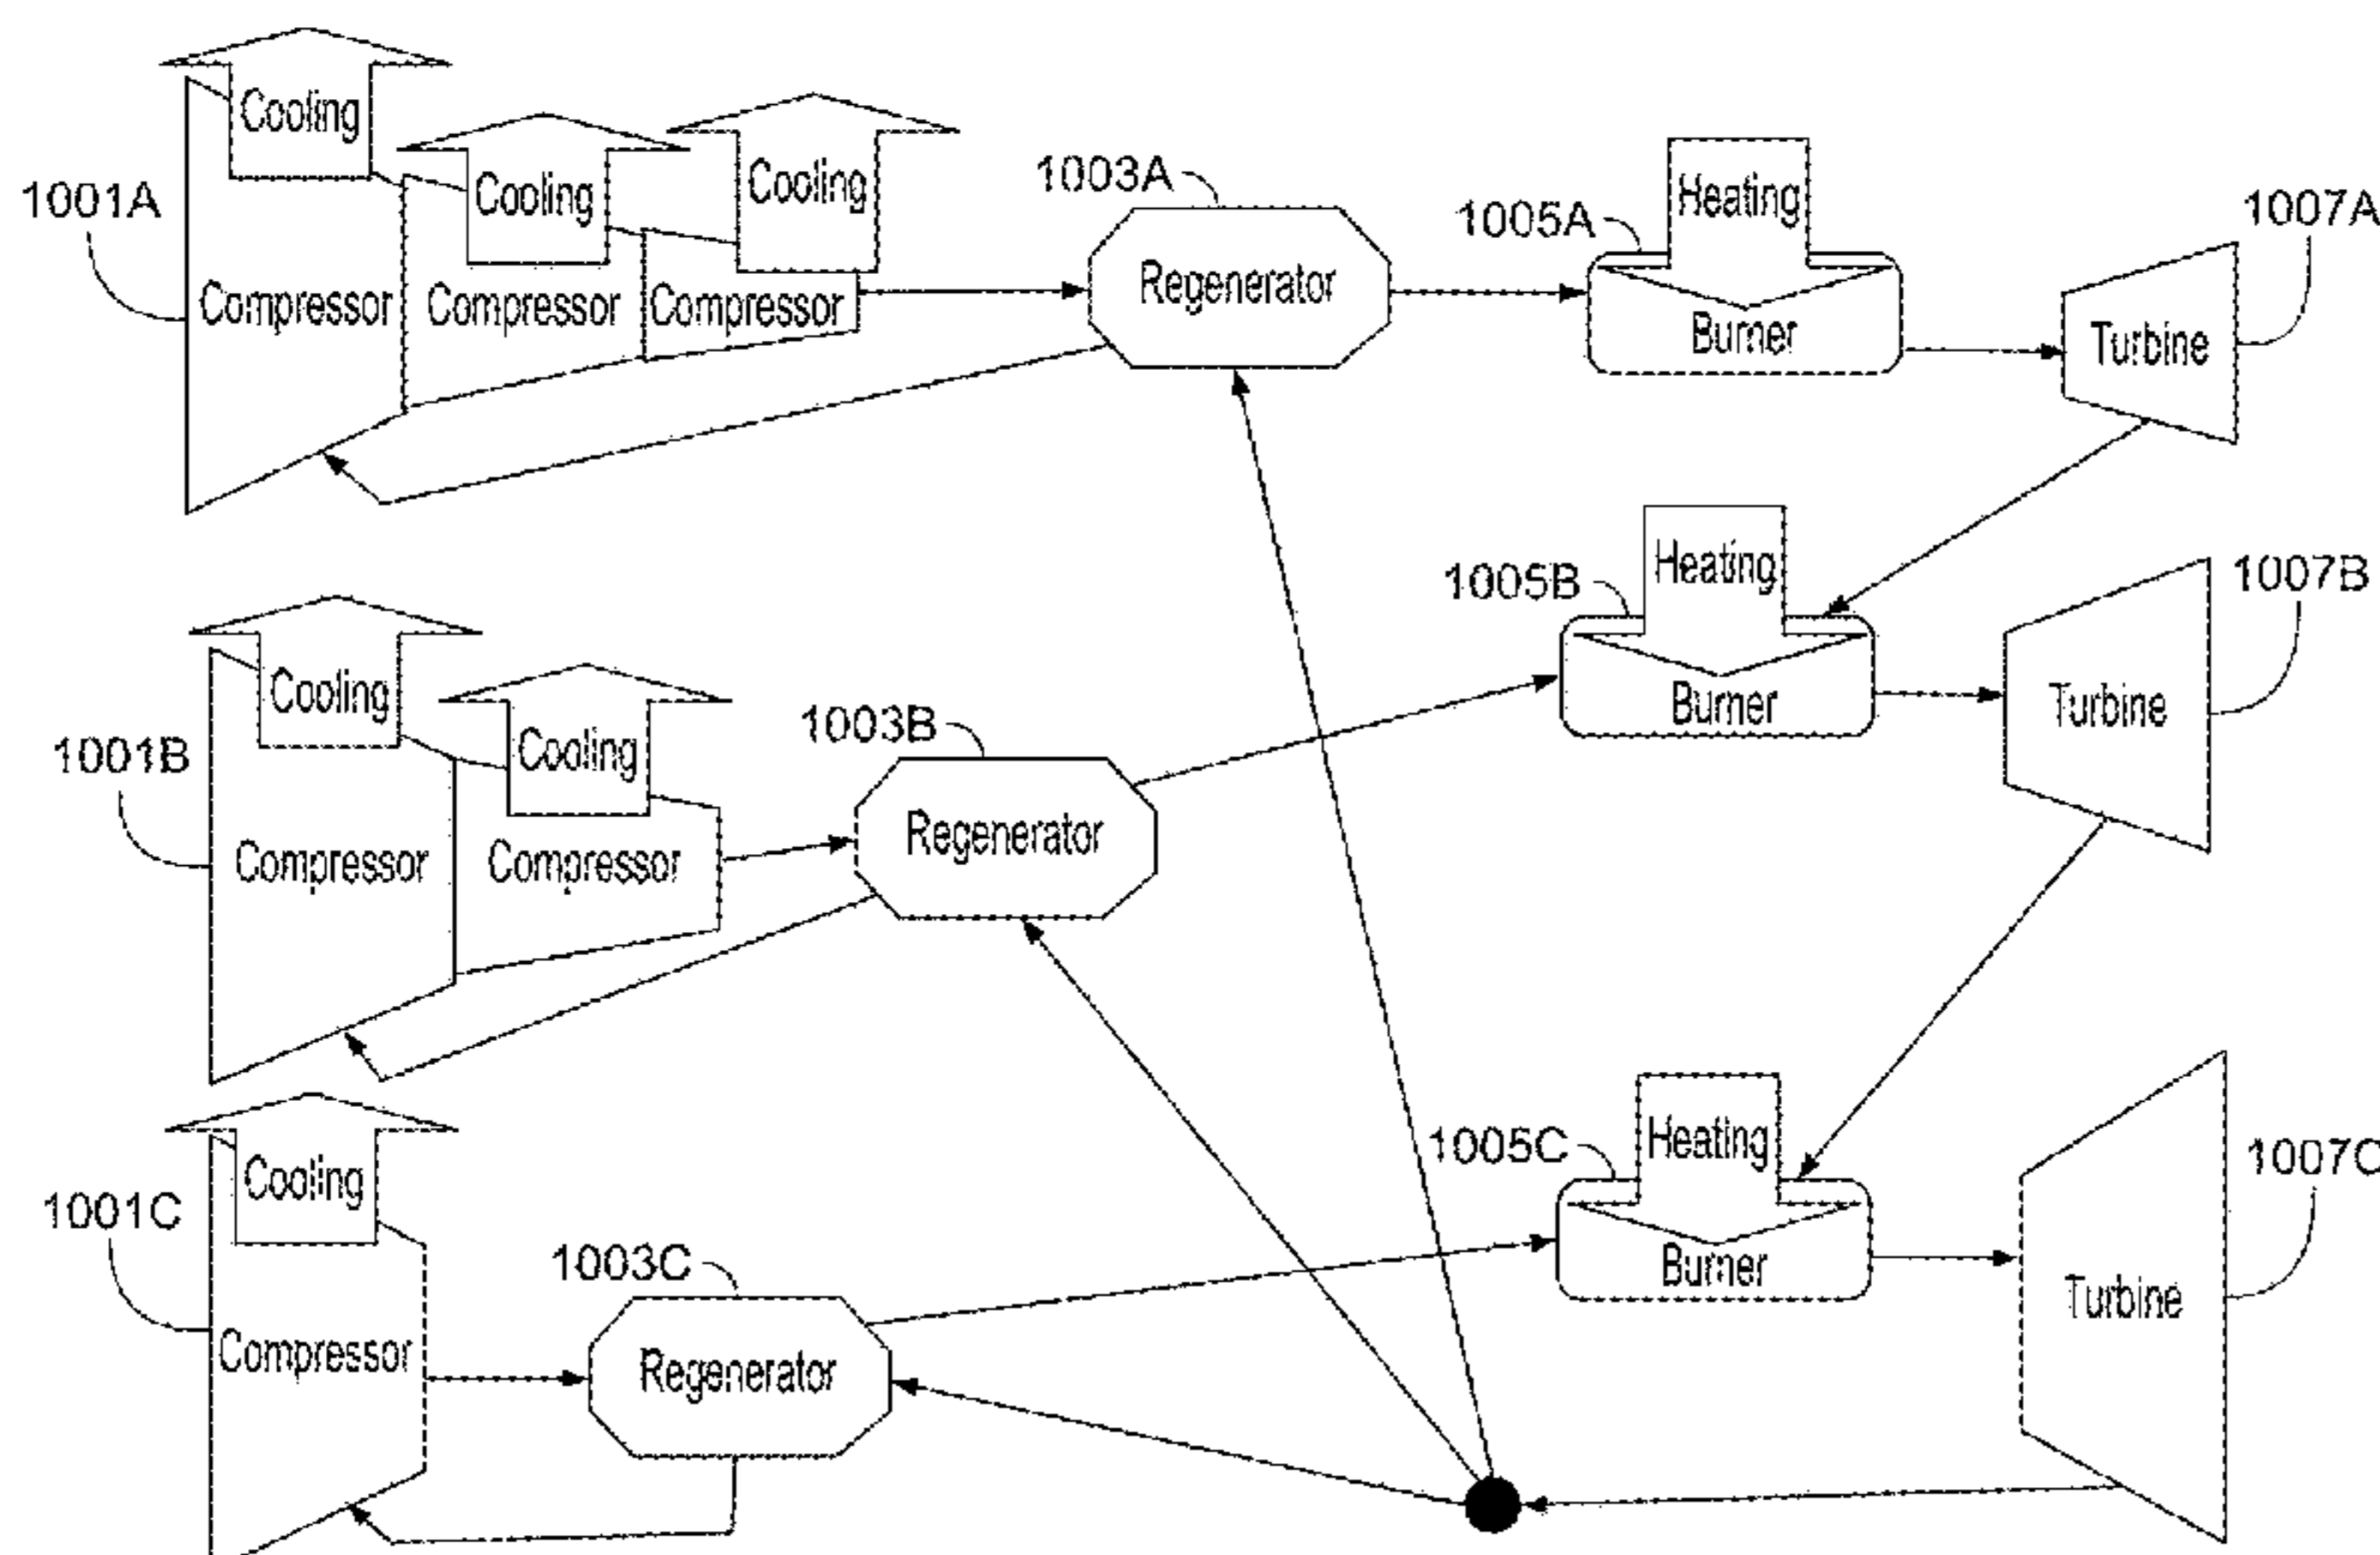 Cooling
Cooling
Cooling
1001A
Compressor
Compressor
Compressor
1003A
Regenerator
1005A
Heating
Burner
1007A
Turbine
Cooling
Cooling
1001B
Compressor
Compressor
1003B
Regenerator
1005B
Heating
Burner
1007B
Turbine
Cooling
1001C
Compressor
1003C
Regenerator
1005C
Heating
Burner
1007C
Turbine